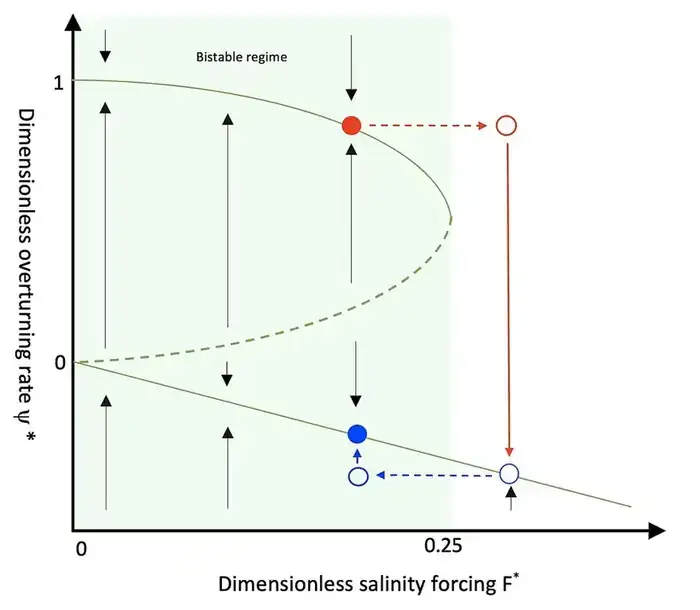 Bistable regime
1
Dimensionless overturning rate ψ*
0
0
0.25
Dimensionless salinity forcing F*